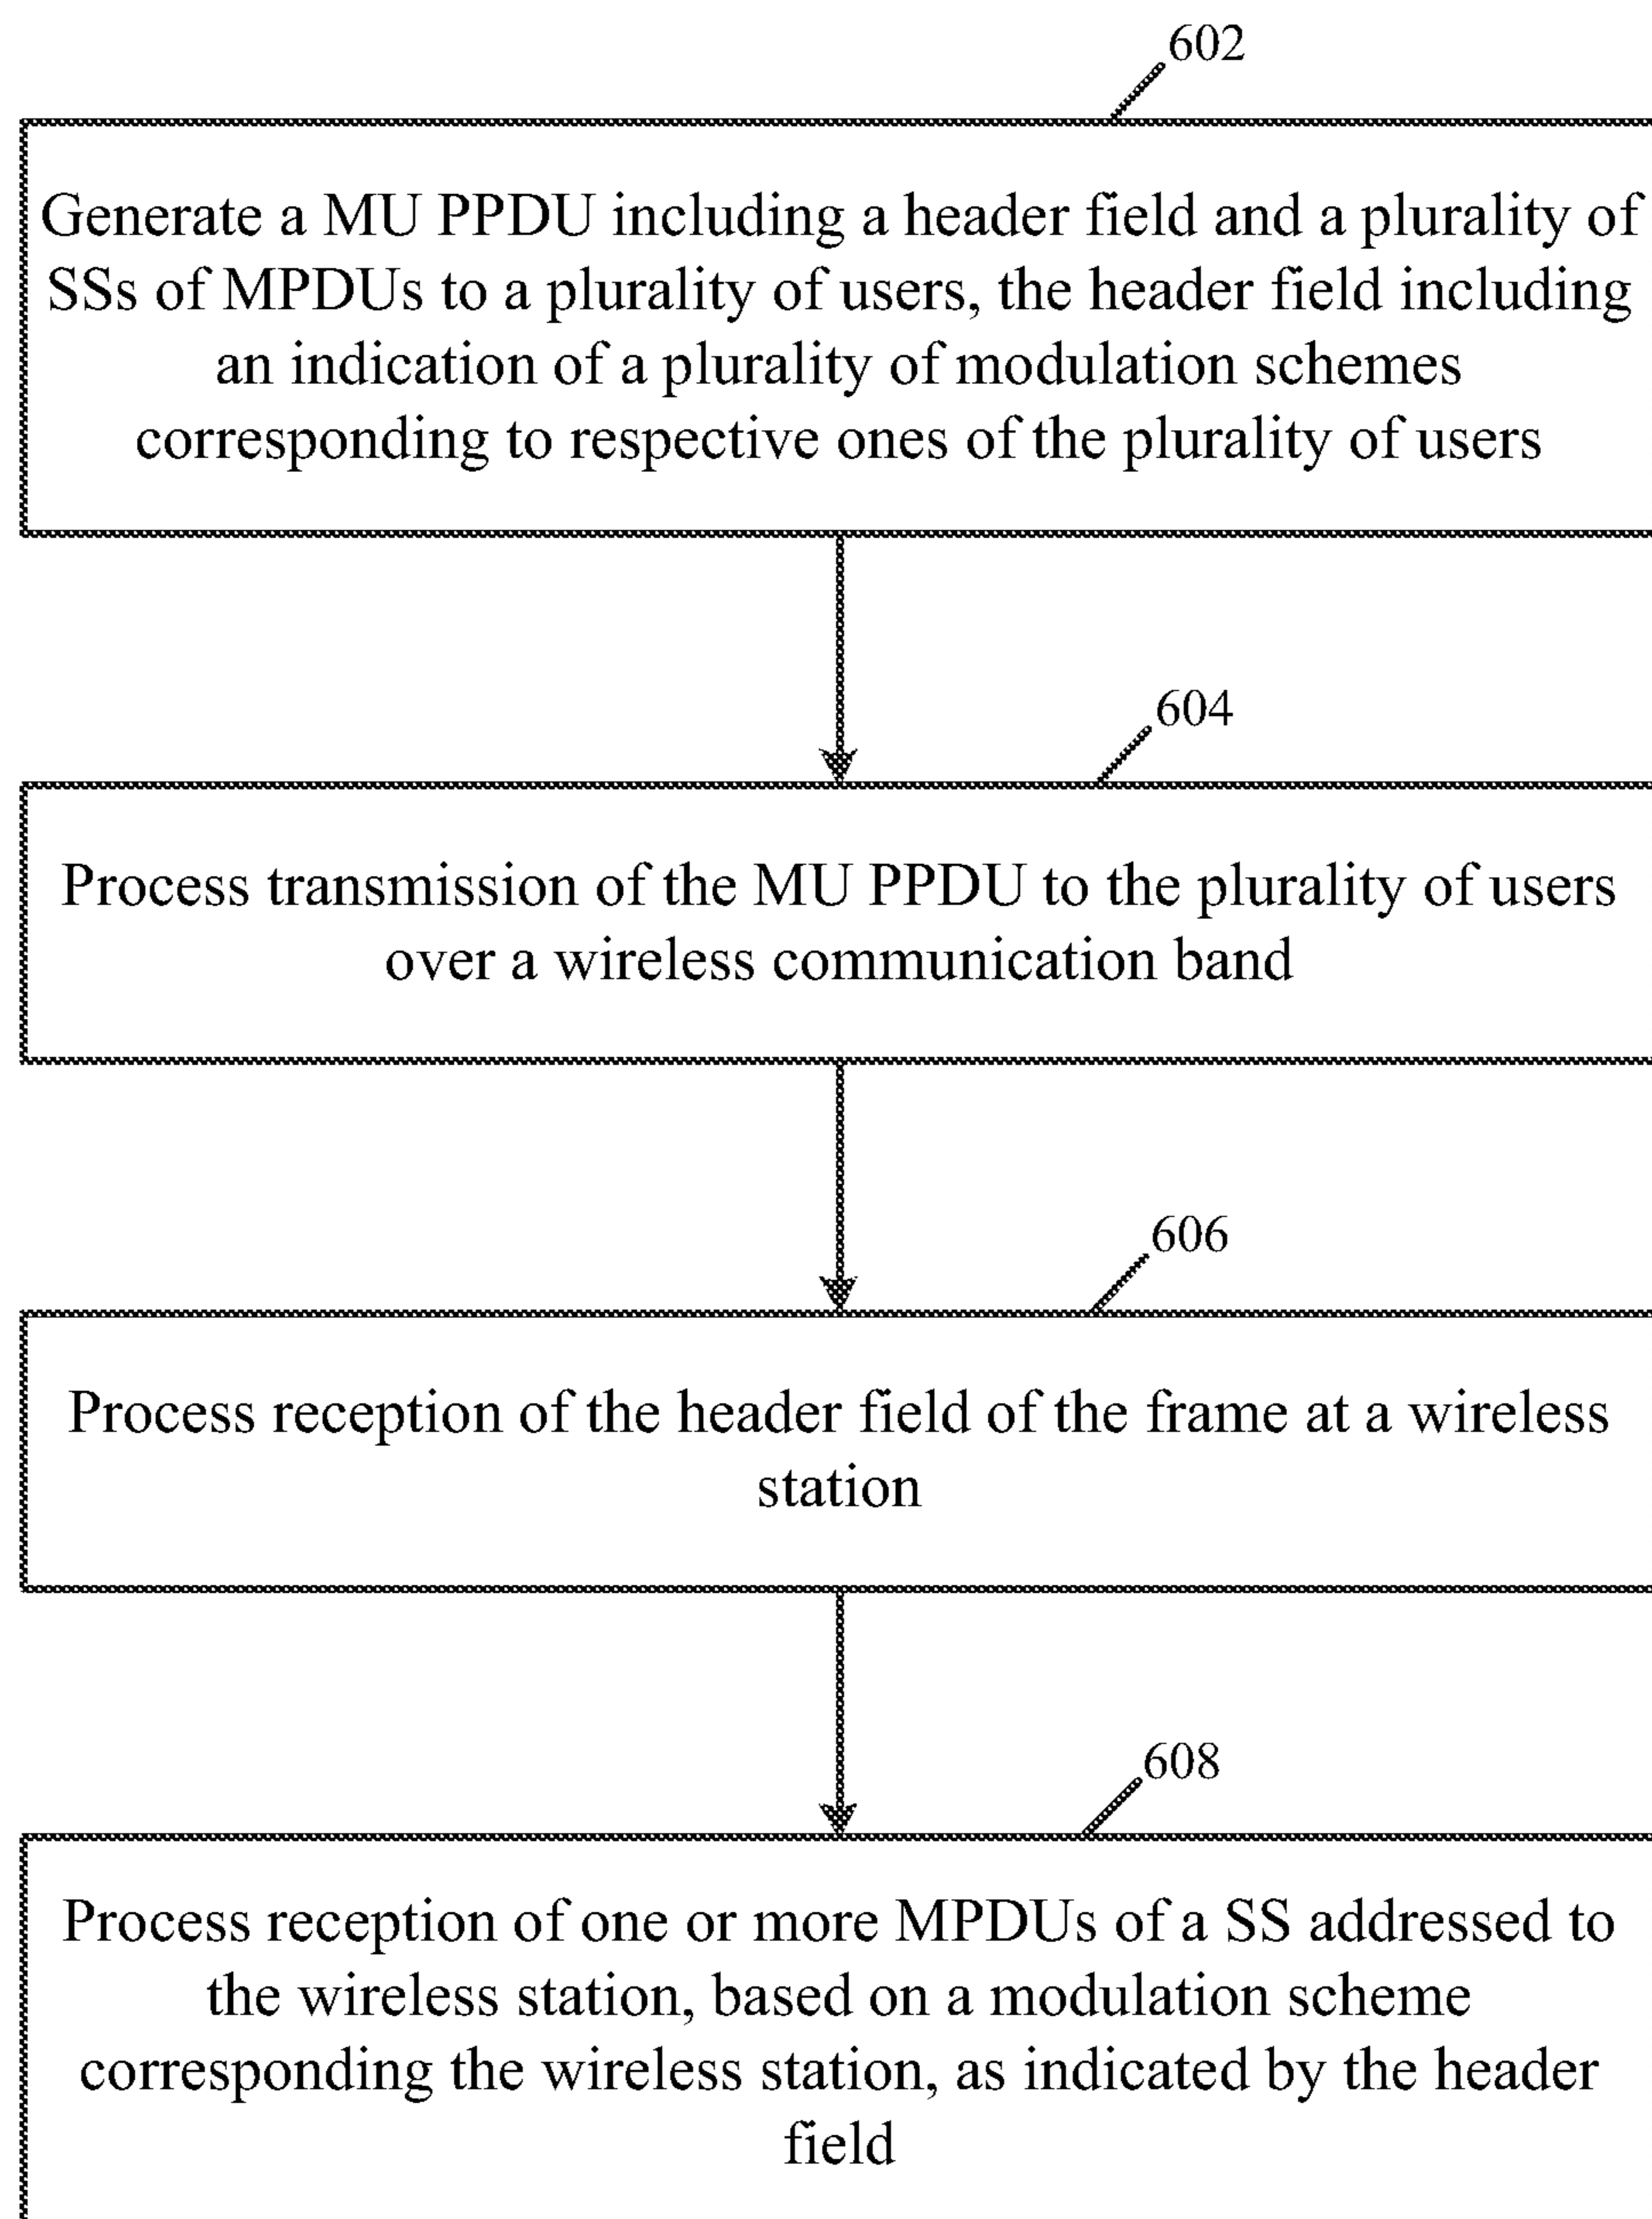 602
Generate a MU PPDU including a header field and a plurality of
SSs of MPDUs to a plurality of users, the header field including
an indication of a plurality of modulation schemes
corresponding to respective ones of the plurality of users
604
Process transmission of the MU PPDU to the plurality of users
over a wireless communication band
606
Process reception of the header field of the frame at a wireless
station
608
Process reception of one or more MPDUs of a SS addressed to
the wireless station, based on a modulation scheme
corresponding the wireless station, as indicated by the header
field